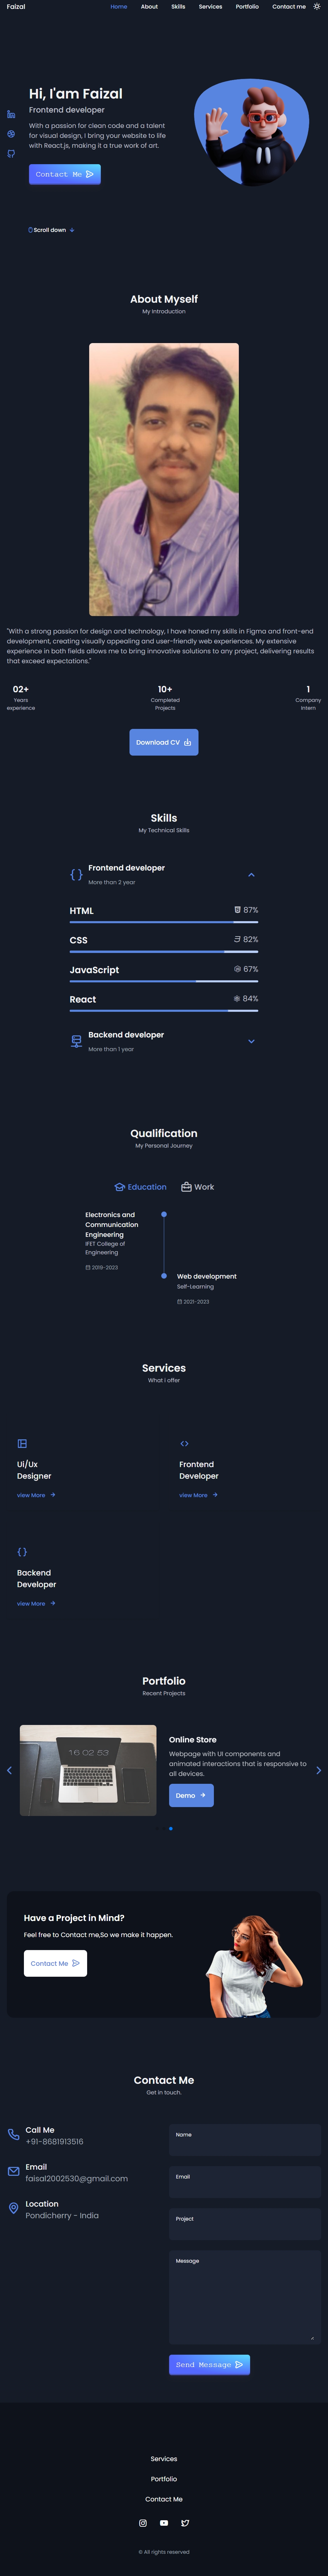 Faizal
Home About Skills Services Portfolio Contact me
Hi, I'am Faizal
Frontend developer
With a passion for clean code and a talent
for visual design, I bring your website to life
with React.js, making it a true work of art.
Contact Me
Scroll down
About Myself
My Introduction
"With a strong passion for design and technology, I have honed my skills in Figma and front-end
development, creating visually appealing and user-friendly web experiences. My extensive
experience in both fields allows me to bring innovative solutions to any project, delivering results
that exceed expectations."
02+
Years
experience
10+
Completed
Projects
1
Company
Intern
Download CV
Skills
My Technical Skills
Frontend developer
More than 2 year
HTML 87%
CSS 82%
JavaScript 67%
React 84%
Backend developer
More than 1 year
Qualification
My Personal Journey
Education Work
Electronics and
Communication
Engineering
IFET College of
Engineering
2019-2023
Web development
Self-Learning
2021-2023
Services
What I offer
Ui/Ux
Designer
view More
Frontend
Developer
view More
Backend
Developer
view More
Portfolio
Recent Projects
16 02 53
Online Store
Webpage with UI components and
animated interactions that is responsive to
all devices.
Demo
Have a Project in Mind?
Feel free to Contact me,So we make it happen.
Contact Me
Contact Me
Get in touch.
Call Me
+91-8681913516
Email
faisal2002530@gmail.com
Location
Pondicherry - India
Name
Email
Project
Message
Send Message
Services
Portfolio
Contact Me
© All rights reserved